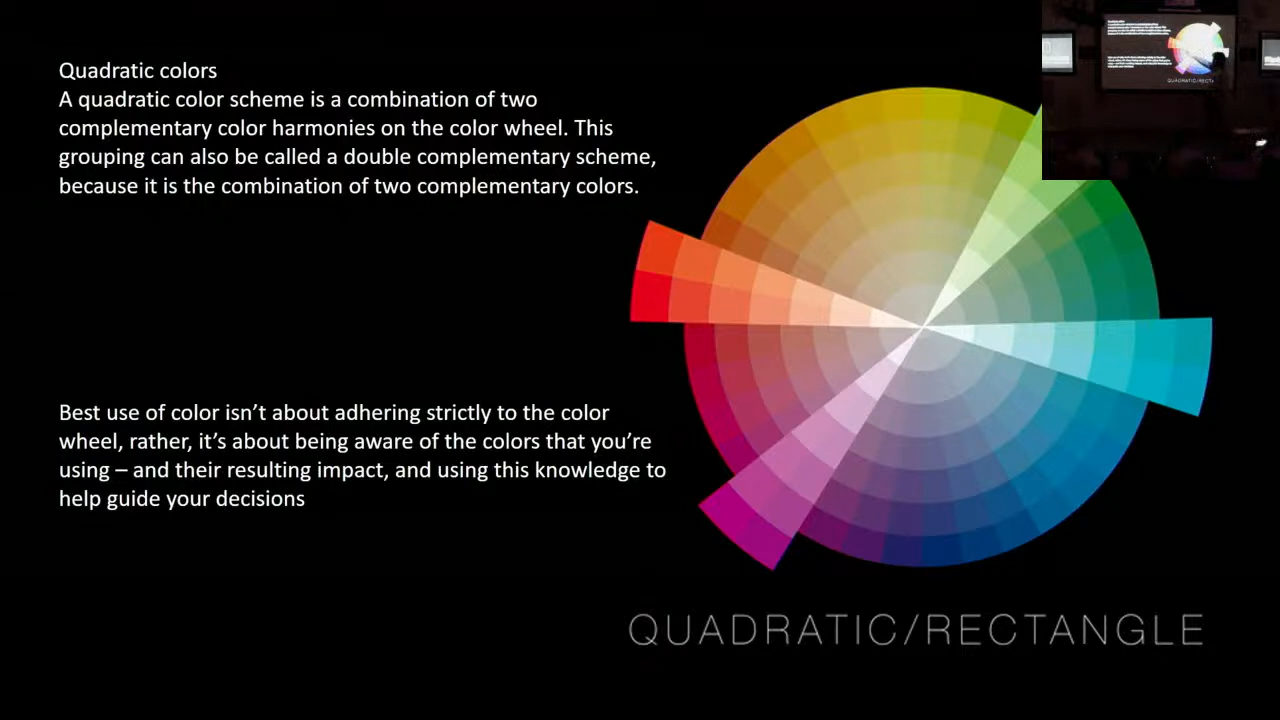 Quadratic colors
A quadratic color scheme is a combination of two
complementary color harmonies on the color wheel. This
grouping can also be called a double complementary scheme,
because it is the combination of two complementary colors.
Best use of color isn’t about adhering strictly to the color
wheel, rather, it’s about being aware of the colors that you’re
using – and their resulting impact, and using this knowledge to
help guide your decisions
QUADRATIC/RECTANGLE
QUADRATIC/RECT